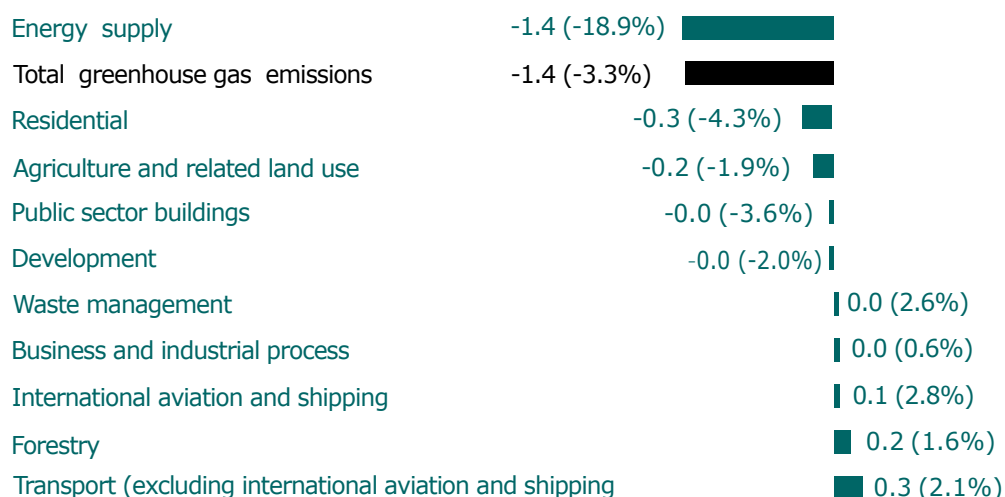 Energy supply -1.4 (-18.9%)
Total greenhouse gas emissions -1.4 (-3.3%)
Residential -0.3 (-4.3%)
Agriculture and related land use -0.2 (-1.9%)
Public sector buildings -0.0 (-3.6%)
Development -0.0 (-2.0%)
Waste management 0.0 (2.6%)
Business and industrial process 0.0 (0.6%)
International aviation and shipping 0.1 (2.8%)
Forestry 0.2 (1.6%)
Transport (excluding international aviation and shipping 0.3 (2.1%)